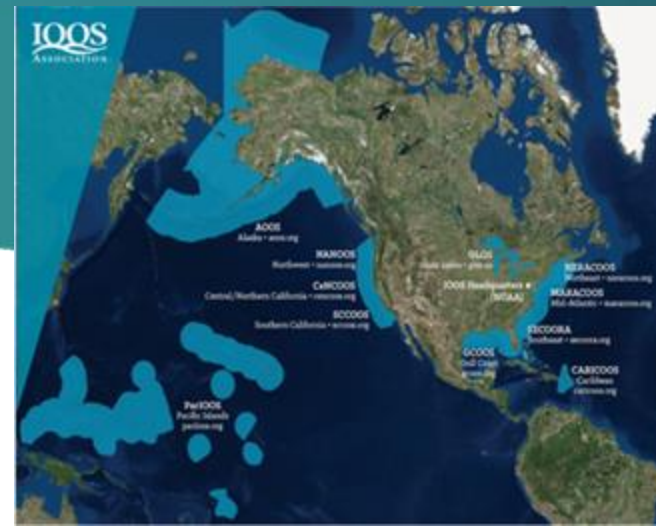 IOOS
ASSOCIATION
AOOS
Alaska • aoos.org
NANOOS
Northwest • nanoos.org
CeNCOOS
Central/Northern California • cencoos.org
SCCOOS
Southern California • sccoos.org
GLOS
Great Lakes • glos.us
IOOS Headquarters
(NOAA)
NERACOOS
Northeast • neracoos.org
MARACOOS
Mid-Atlantic • maracoos.org
SECOORA
Southeast • secoora.org
GCOOS
Gulf Coast
gcoos.org
CARICOOS
Caribbean
caricoos.org
PacIOOS
Pacific Islands
pacioos.org